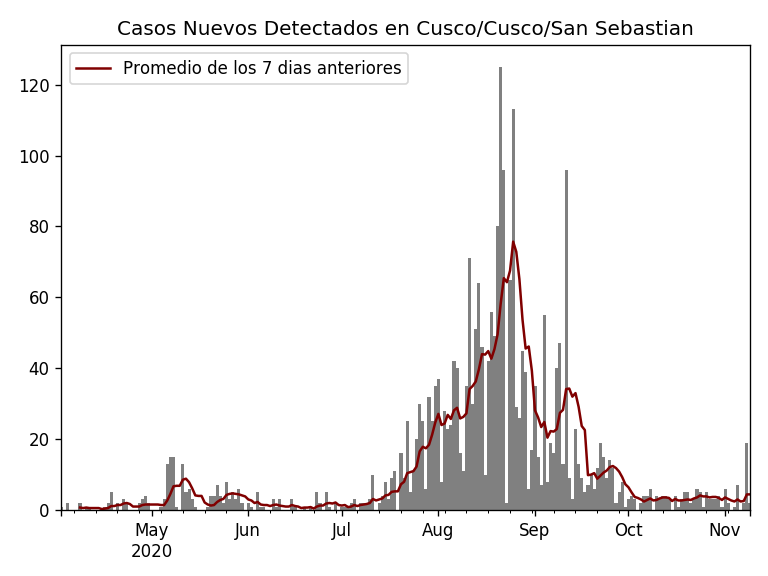 Casos Nuevos Detectados en Cusco/Cusco/San Sebastian
Promedio de los 7 dias anteriores
120
100
80
60
40
20
0
May Jun Jul Aug Sep Oct Nov
2020